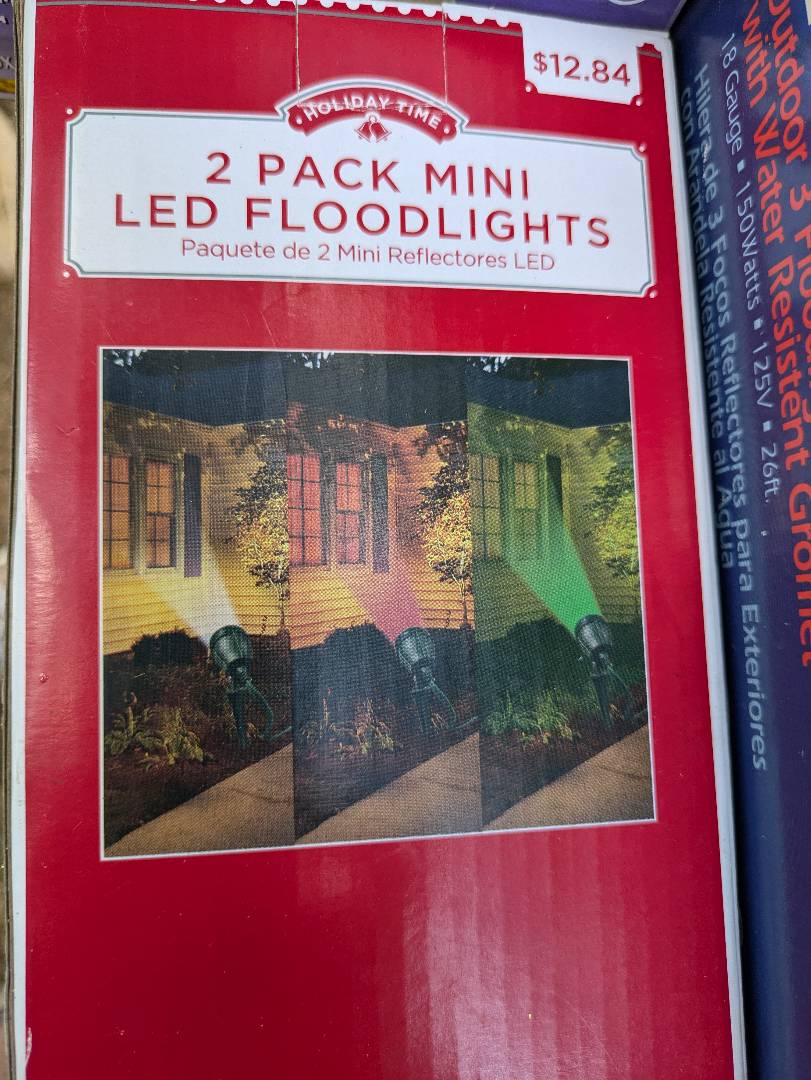 $12.84
HOLIDAY TIME
2 PACK MINI
LED FLOODLIGHTS
Paquete de 2 Mini Reflectores LED
Outdoor 3
with Water Resistent Grommet
18 Gauge ▪ 150Watts ▪ 125V ▪ 26ft.
Hilera de 3 Focos Reflectores para Exteriores
con Arandela Resistente al Agua